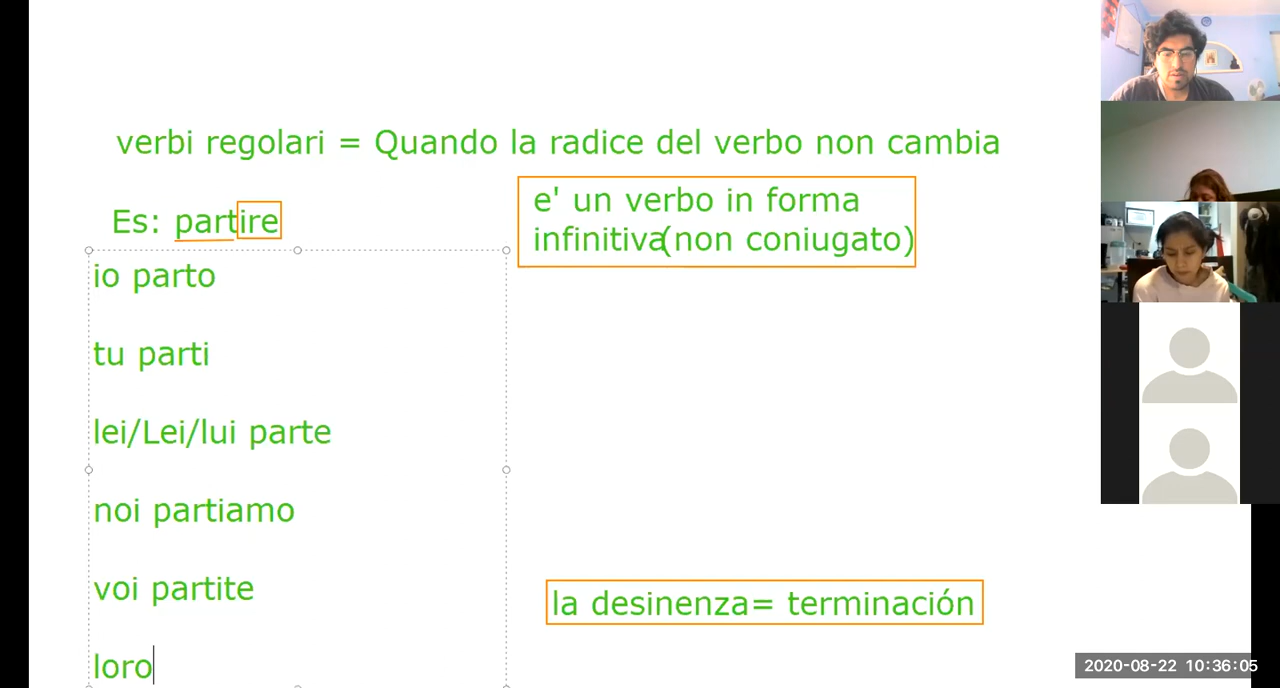 verbi regolari = Quando la radice del verbo non cambia
Es: partire
e' un verbo in forma
infinitiva(non coniugato)
io parto
tu parti
lei/Lei/lui parte
noi partiamo
voi partite
la desinenza= terminación
loro
2020-08-22 10:36:05